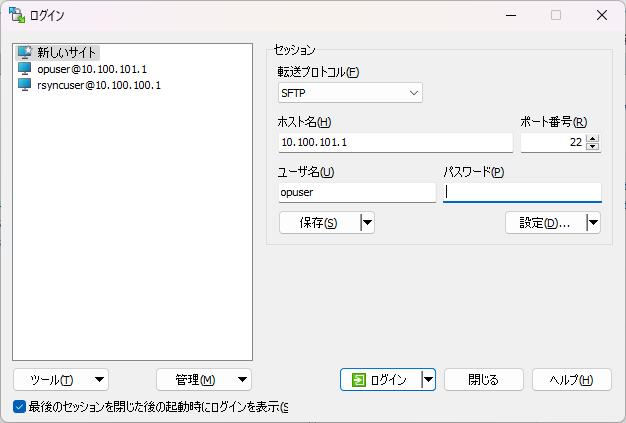 ログイン
新しいサイト
opuser@10.100.101.1
rsyncuser@10.100.100.1
セッション
転送プロトコル(F)
SFTP
ホスト名(H) ポート番号(R)
10.100.101.1 22
ユーザ名(U) パスワード(P)
opuser
保存(S) 設定(D)...
ツール(T) 管理(M) ログイン 閉じる ヘルプ(H)
最後のセッションを閉じた後の起動時にログインを表示(S